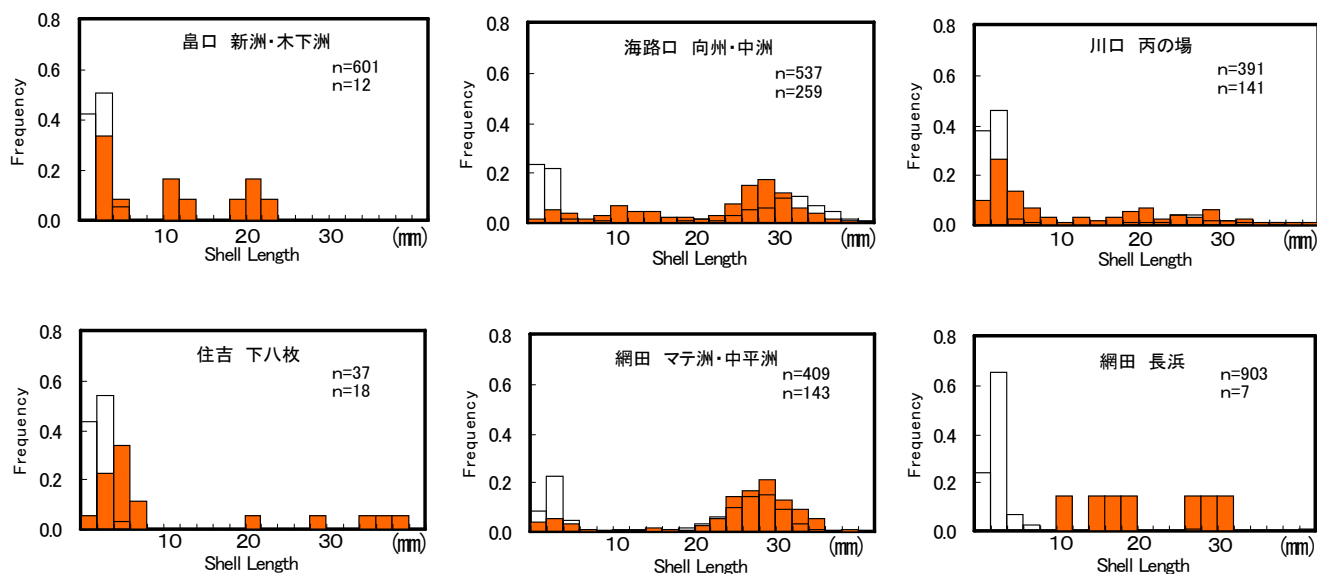 畠口 新洲・木下洲
n=601
n=12
Frequency
0.8
0.6
0.4
0.2
0.0
10 20 30 (mm)
Shell Length
海路口 向州・中洲
n=537
n=259
Frequency
0.8
0.6
0.4
0.2
0.0
10 20 30 (mm)
Shell Length
川口 丙の場
n=391
n=141
Frequency
0.8
0.6
0.4
0.2
0.0
10 20 30 (mm)
Shell Length
住吉 下八枚
n=37
n=18
Frequency
0.8
0.6
0.4
0.2
0.0
10 20 30 (mm)
Shell Length
網田 マテ洲・中平洲
n=409
n=143
Frequency
0.8
0.6
0.4
0.2
0.0
10 20 30 (mm)
Shell Length
網田 長浜
n=903
n=7
Frequency
0.8
0.6
0.4
0.2
0.0
10 20 30 (mm)
Shell Length